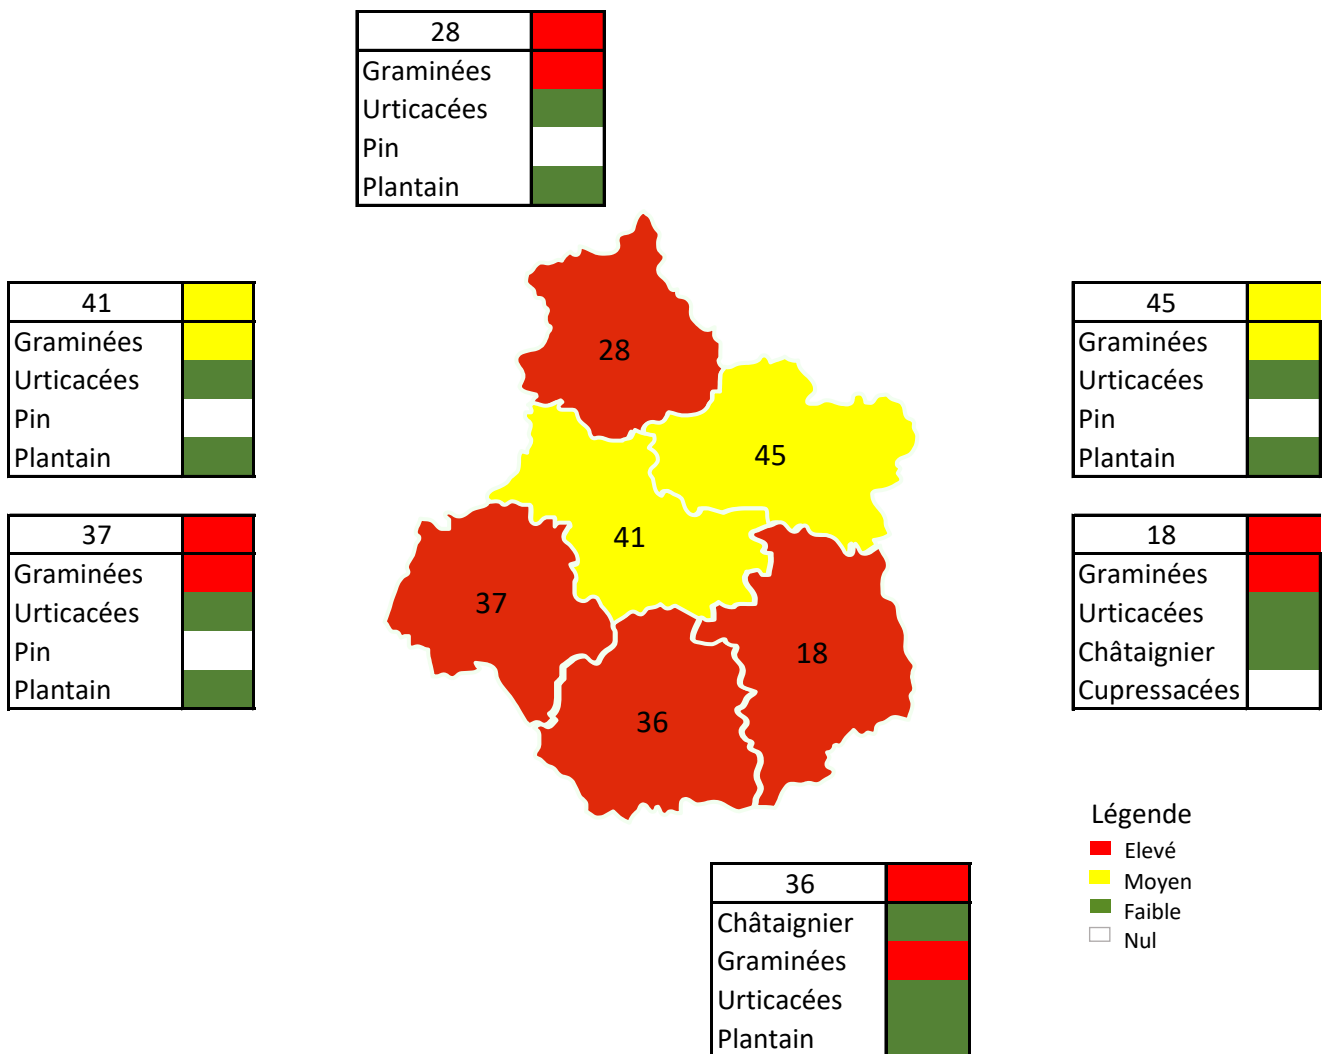 28
Graminées
Urticacées
Pin
Plantain
41
Graminées
Urticacées
Pin
Plantain
45
Graminées
Urticacées
Pin
Plantain
37
Graminées
Urticacées
Pin
Plantain
18
Graminées
Urticacées
Châtaignier
Cupressacées
28
45
41
37
18
36
36
Châtaignier
Graminées
Urticacées
Plantain
Légende
Elevé
Moyen
Faible
Nul